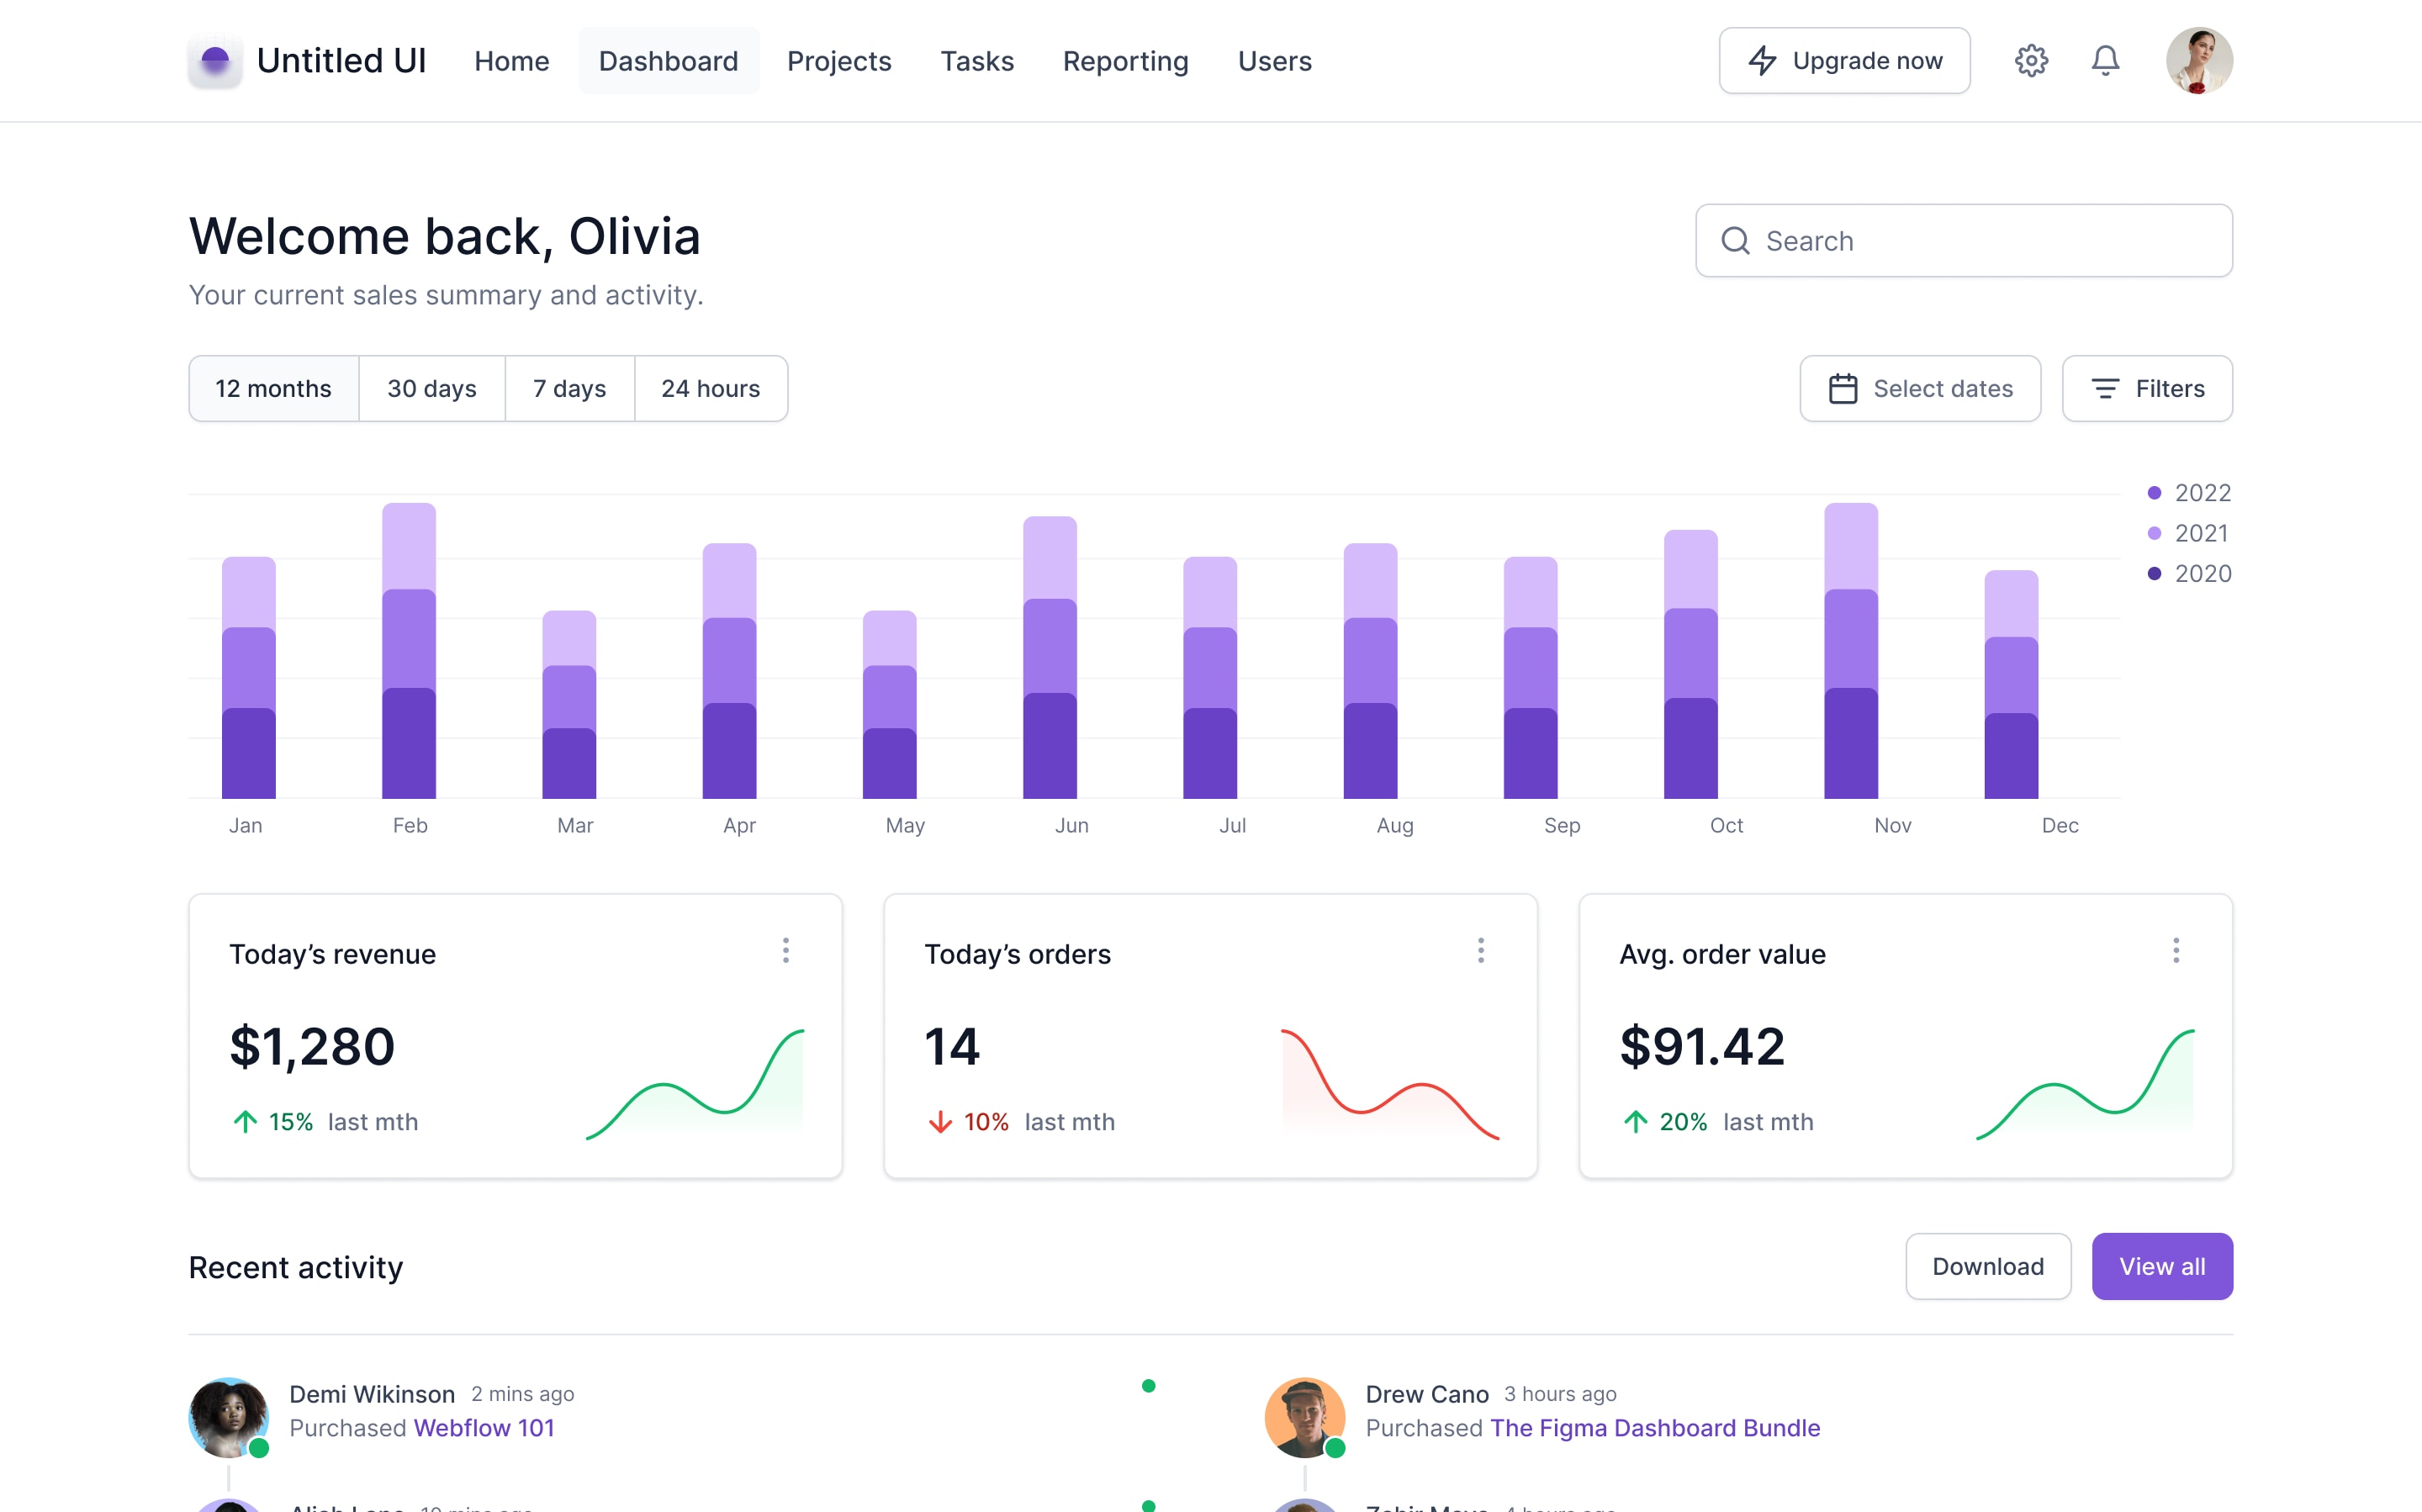 Untitled UI Home Dashboard Projects Tasks Reporting Users Upgrade now
Welcome back, Olivia
Search
Your current sales summary and activity.
12 months 30 days 7 days 24 hours Select dates Filters
2022
2021
2020
Jan Feb Mar Apr May Jun Jul Aug Sep Oct Nov Dec
Today’s revenue
$1,280
15% last mth
Today’s orders
14
10% last mth
Avg. order value
$91.42
20% last mth
Recent activity Download View all
Demi Wikinson 2 mins ago
Purchased Webflow 101
Drew Cano 3 hours ago
Purchased The Figma Dashboard Bundle